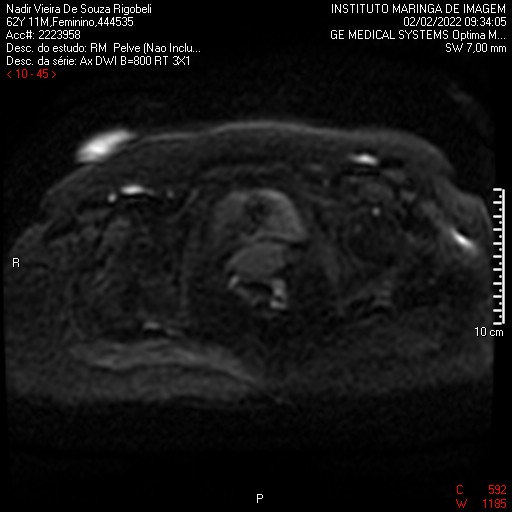 Nadir Vieira De Souza Rigobeli
62Y 11M,Feminino,444535
Acc#: 2223958
Desc. do estudo: RM Pelve (Nao Inclu...
Desc. da série: Ax DWI B=800 RT 3X1
< 10 - 45 >
INSTITUTO MARINGA DE IMAGEM
02/02/2022 09:34:05
GE MEDICAL SYSTEMS Optima M...
SW 7,00 mm
R
10 cm
P
C 592
W 1185